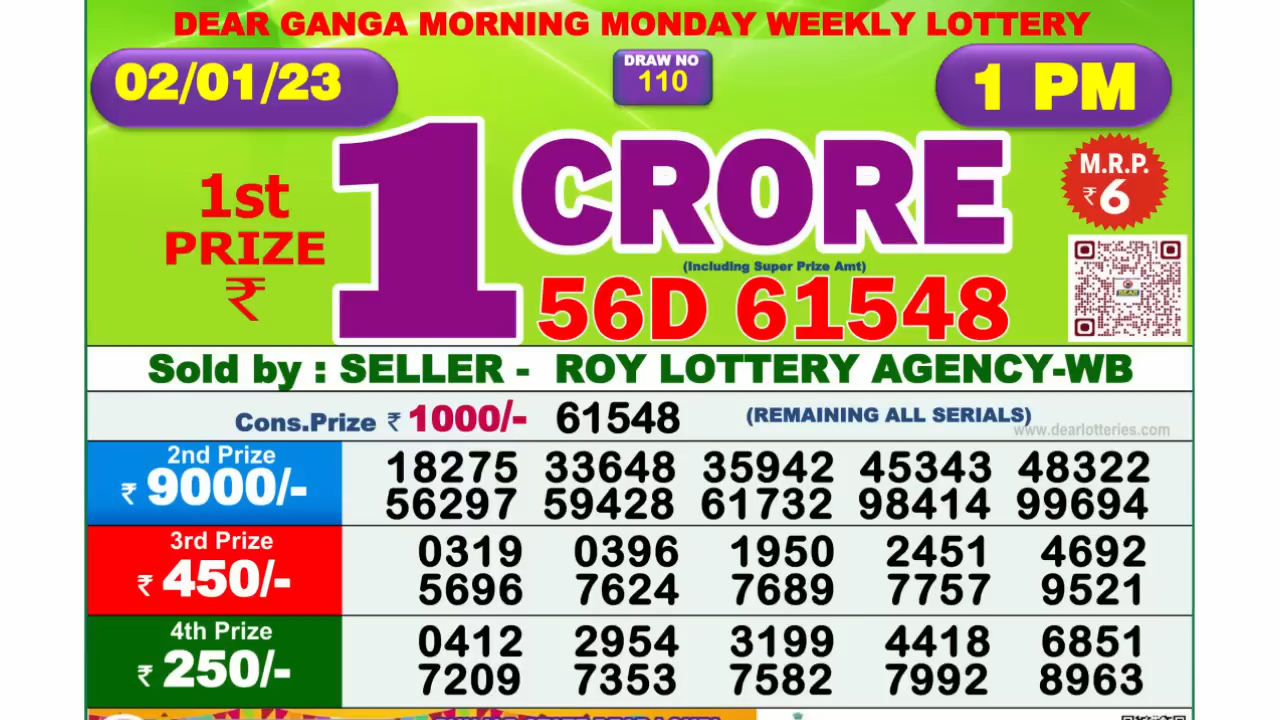 DEAR GANGA MORNING MONDAY WEEKLY LOTTERY
02/01/23
DRAW NO
110
1 PM
1st
PRIZE
₹
1 CRORE
M.R.P.
₹ 6
(Including Super Prize Amt)
56D 61548
Sold by : SELLER - ROY LOTTERY AGENCY-WB
Cons.Prize ₹ 1000/- 61548 (REMAINING ALL SERIALS)
www.dearlotteries.com
2nd Prize
₹ 9000/-
18275 33648 35942 45343 48322
56297 59428 61732 98414 99694
3rd Prize
₹ 450/-
0319 0396 1950 2451 4692
5696 7624 7689 7757 9521
4th Prize
₹ 250/-
0412 2954 3199 4418 6851
7209 7353 7582 7992 8963